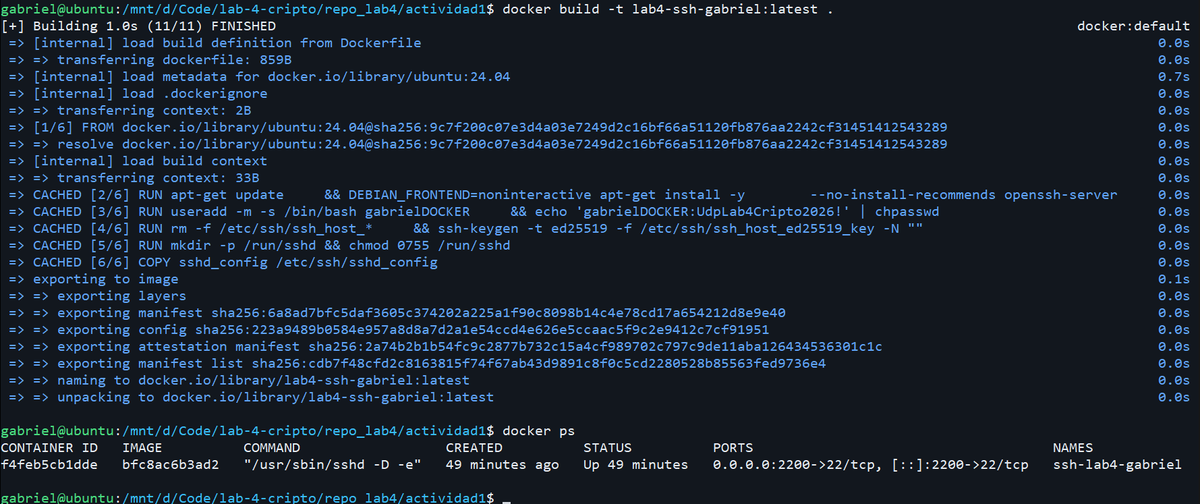 gabriel@ubuntu:/mnt/d/Code/lab-4-cripto/repo_lab4/actividad1$ docker build -t lab4-ssh-gabriel:latest .
[+] Building 1.0s (11/11) FINISHED docker:default
=> [internal] load build definition from Dockerfile 0.0s
=> => transferring dockerfile: 859B 0.0s
=> [internal] load metadata for docker.io/library/ubuntu:24.04 0.7s
=> [internal] load .dockerignore 0.0s
=> => transferring context: 2B 0.0s
=> [1/6] FROM docker.io/library/ubuntu:24.04@sha256:9c7f200c07e3d4a03e7249d2c16bf66a51120fb876aa2242cf31451412543289 0.0s
=> => resolve docker.io/library/ubuntu:24.04@sha256:9c7f200c07e3d4a03e7249d2c16bf66a51120fb876aa2242cf31451412543289 0.0s
=> [internal] load build context 0.0s
=> => transferring context: 33B 0.0s
=> CACHED [2/6] RUN apt-get update && DEBIAN_FRONTEND=noninteractive apt-get install -y --no-install-recommends openssh-server 0.0s
=> CACHED [3/6] RUN useradd -m -s /bin/bash gabrielDOCKER && echo 'gabrielDOCKER:UdpLab4Cripto2026!' | chpasswd 0.0s
=> CACHED [4/6] RUN rm -f /etc/ssh/ssh_host_* && ssh-keygen -t ed25519 -f /etc/ssh/ssh_host_ed25519_key -N "" 0.0s
=> CACHED [5/6] RUN mkdir -p /run/sshd && chmod 0755 /run/sshd 0.0s
=> CACHED [6/6] COPY sshd_config /etc/ssh/sshd_config 0.0s
=> exporting to image 0.1s
=> => exporting layers 0.0s
=> => exporting manifest sha256:6a8ad7bfc5daf3605c374202a225a1f90c8098b14c4e78cd17a654212d8e9e40 0.0s
=> => exporting config sha256:223a9489b0584e957a8d8a7d2a1e54ccd4e626e5ccaac5f9c2e9412c7cf91951 0.0s
=> => exporting attestation manifest sha256:2a74b2b1b54fc9c2877b732c15a4cf989702c797c9de11aba126434536301c1c 0.0s
=> => exporting manifest list sha256:cdb7f48cfd2c8163815f74f67ab43d9891c8f0c5cd2280528b85563fed9736e4 0.0s
=> => naming to docker.io/library/lab4-ssh-gabriel:latest 0.0s
=> => unpacking to docker.io/library/lab4-ssh-gabriel:latest 0.0s
gabriel@ubuntu:/mnt/d/Code/lab-4-cripto/repo_lab4/actividad1$ docker ps
CONTAINER ID IMAGE COMMAND CREATED STATUS PORTS NAMES
f4feb5cb1dde bfc8ac6b3ad2 "/usr/sbin/sshd -D -e" 49 minutes ago Up 49 minutes 0.0.0.0:2200->22/tcp, [::]:2200->22/tcp ssh-lab4-gabriel
gabriel@ubuntu:/mnt/d/Code/lab-4-cripto/repo_lab4/actividad1$ _